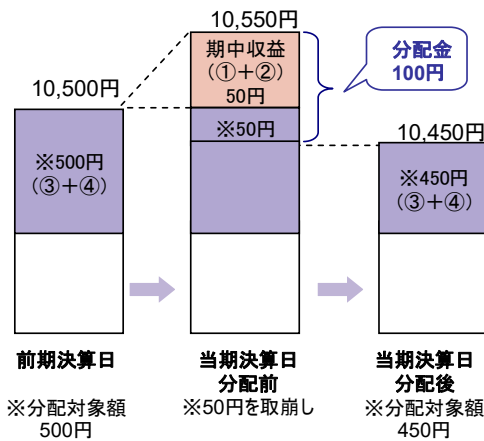 10,550円
期中収益
(①+②)
50円
分配金
100円
10,500円
※50円
10,450円
※500円
(③+④)
※450円
(③+④)
前期決算日
当期決算日
分配前
当期決算日
分配後
※分配対象額
500円
※50円を取崩し
※分配対象額
450円